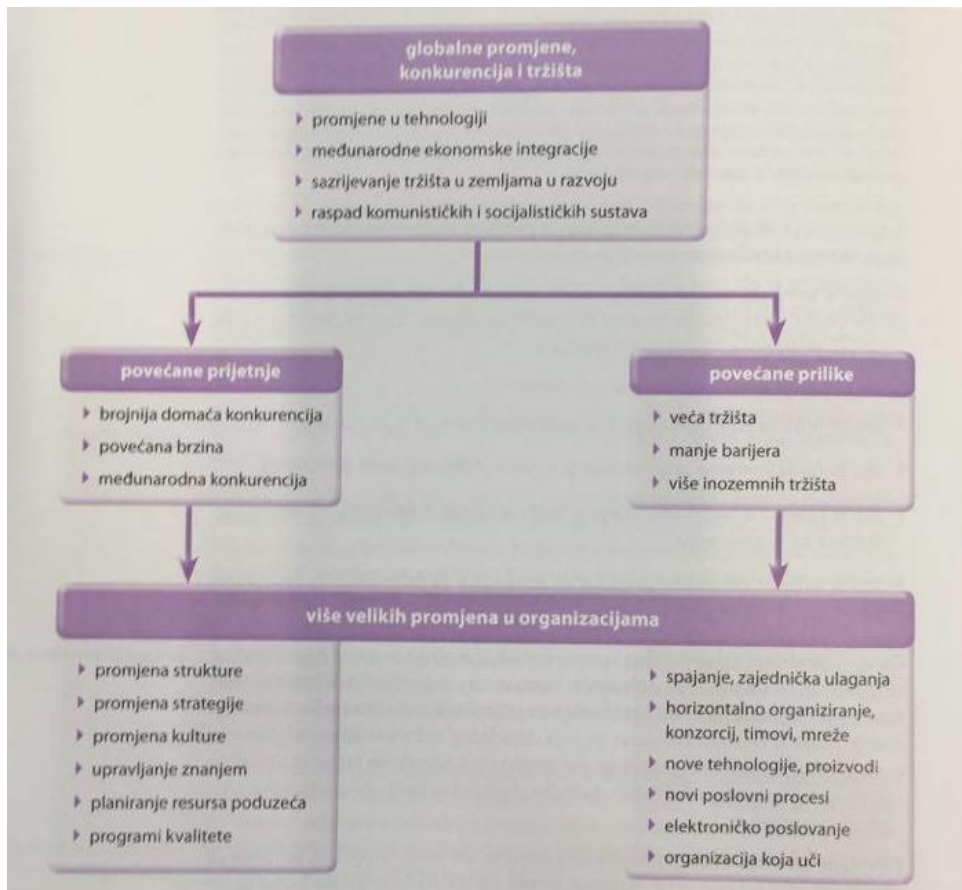 globalne promjene,
konkurencija i tržišta
promjene u tehnologiji
međunarodne ekonomske integracije
sazrijevanje tržišta u zemljama u razvoju
raspad komunističkih i socijalističkih sustava
povećane prijetnje
brojnija domaća konkurencija
povećana brzina
međunarodna konkurencija
povećane prilike
veća tržišta
manje barijera
više inozemnih tržišta
više velikih promjena u organizacijama
promjena strukture
promjena strategije
promjena kulture
upravljanje znanjem
planiranje resursa poduzeća
programi kvalitete
spajanje, zajednička ulaganja
horizontalno organiziranje,
konzorcij, timovi, mreže
nove tehnologije, proizvodi
novi poslovni procesi
elektroničko poslovanje
organizacija koja uči